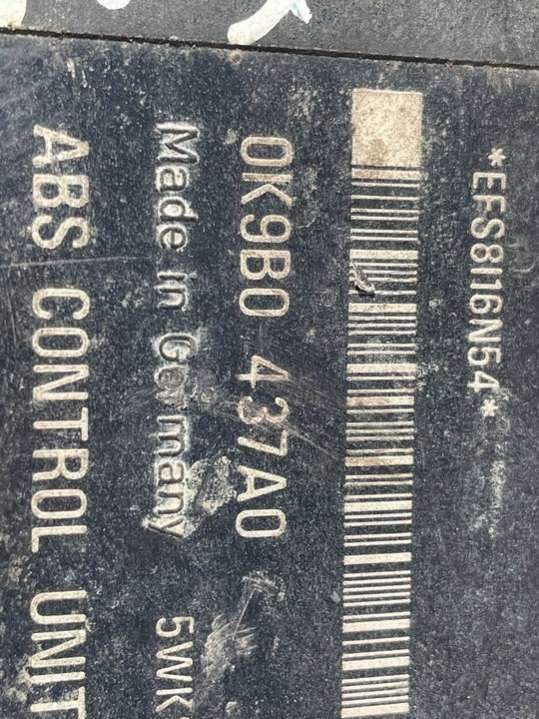 *EFS8I16N54*
0K9B0 437A0
Made in Germany 5WK
ABS CONTROL UNIT